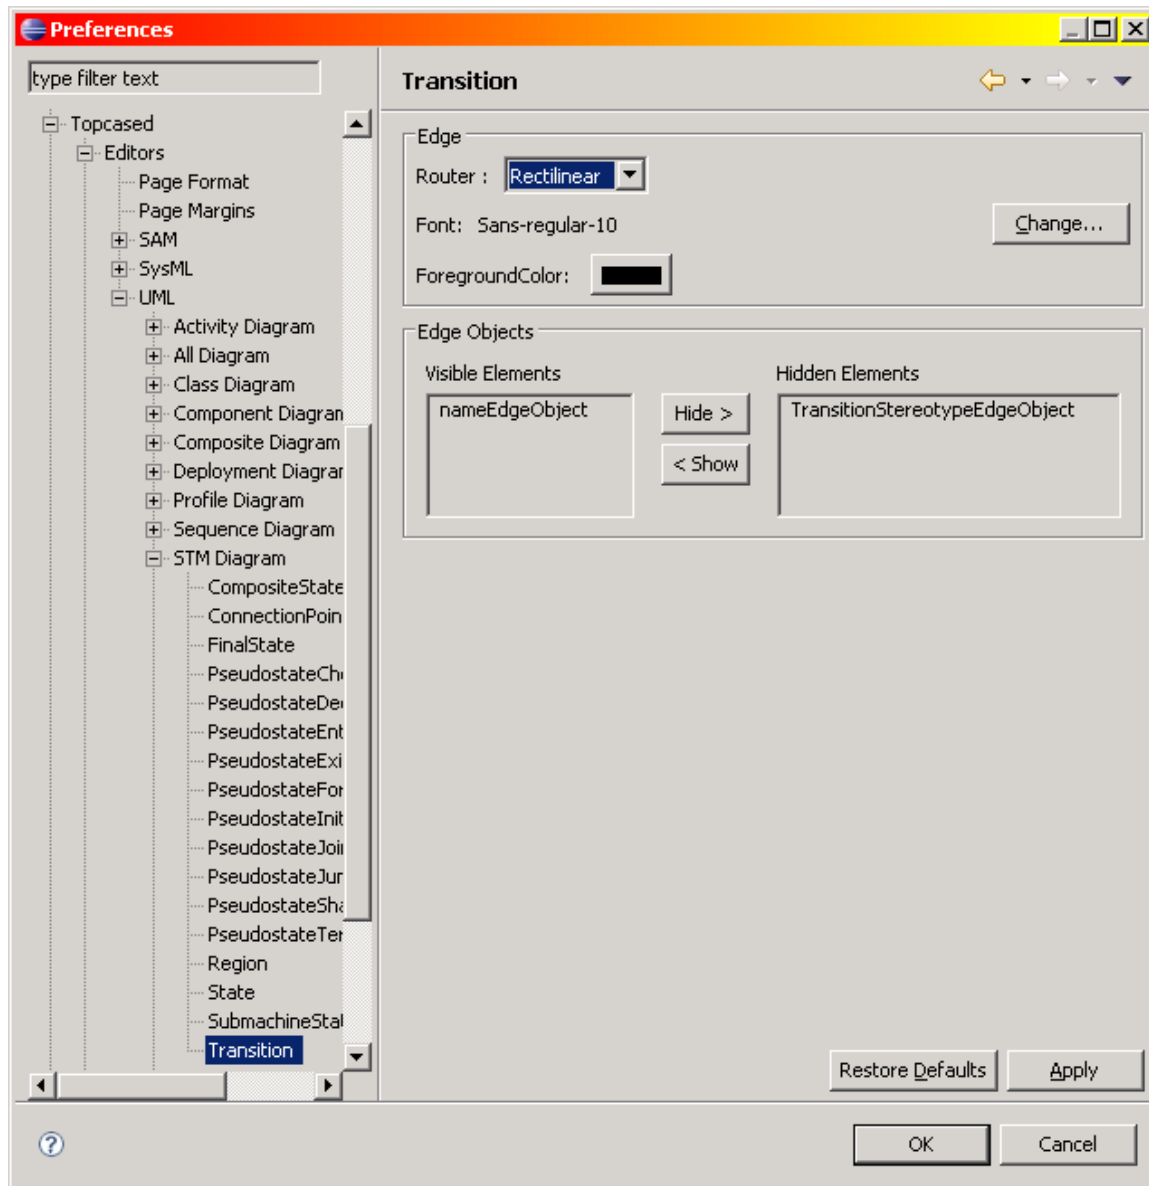 Preferences
type filter text
Topcased
Editors
Page Format
Page Margins
SAM
SysML
UML
Activity Diagram
All Diagram
Class Diagram
Component Diagran
Composite Diagram
Deployment Diagrar
Profile Diagram
Sequence Diagram
STM Diagram
CompositeState
ConnectionPoin
FinalState
PseudostateCh
PseudostateDe
PseudostateEnt
PseudostateExi
PseudostateFor
PseudostateInit
PseudostateJoi
PseudostateJur
PseudostateSha
PseudostateTer
Region
State
SubmachineStat
Transition
Transition
Edge
Router : Rectilinear
Font: Sans-regular-10 Change...
ForegroundColor:
Edge Objects
Visible Elements Hidden Elements
nameEdgeObject Hide > TransitionStereotypeEdgeObject
< Show
Restore Defaults Apply
? OK Cancel